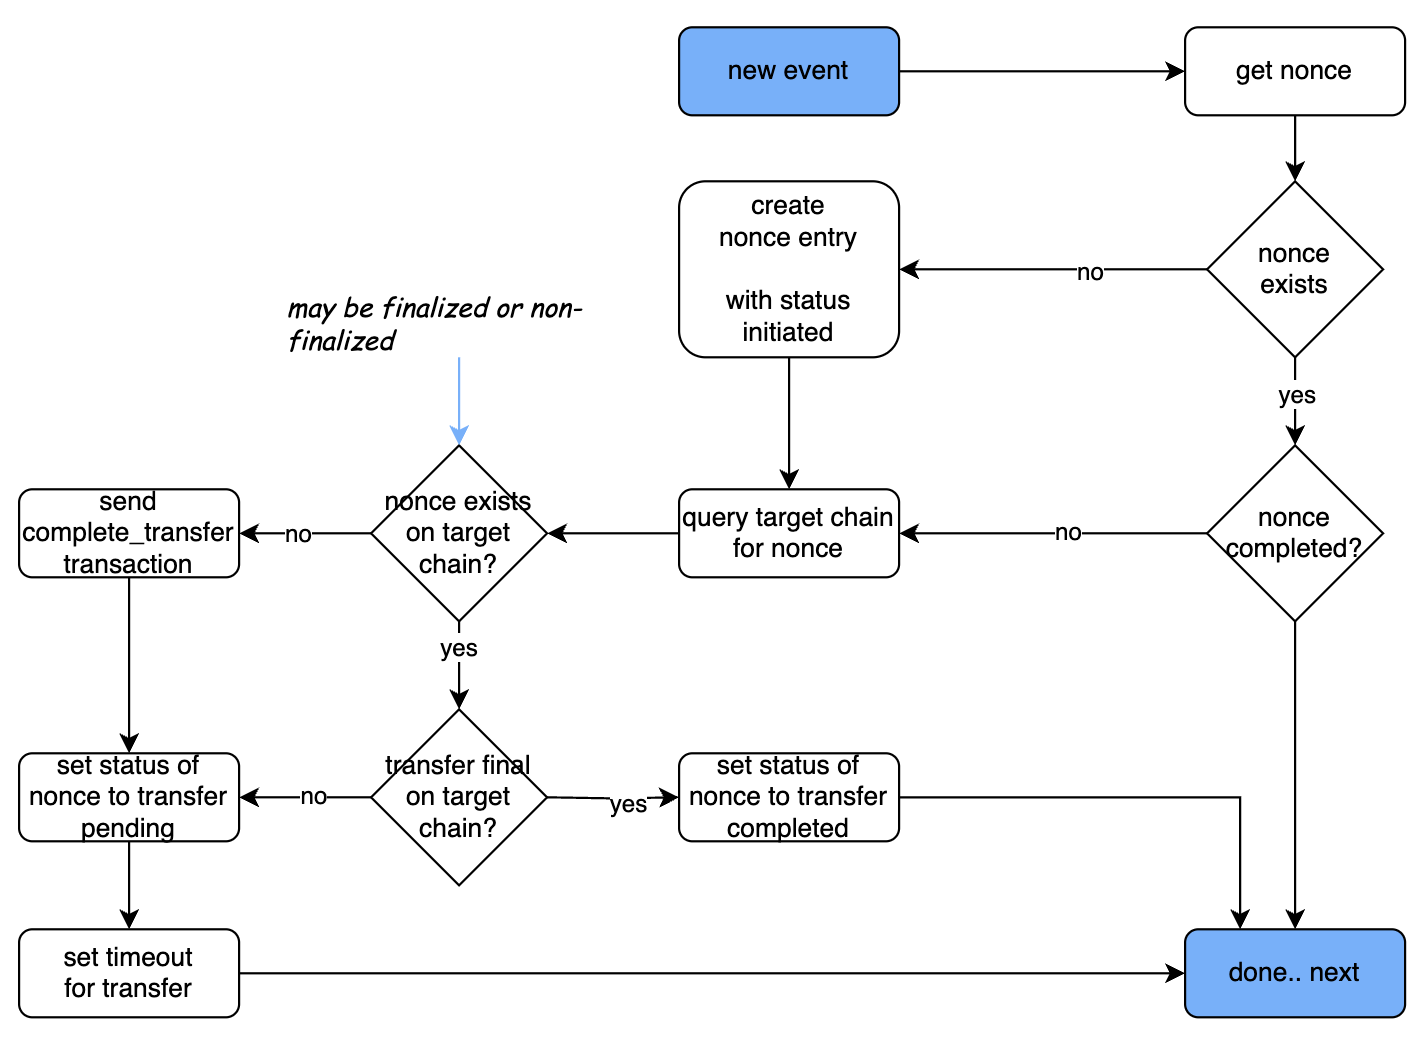 new event
get nonce
create
nonce entry
with status
initiated
no
nonce
exists
may be finalized or non-
finalized
yes
send
complete_transfer
transaction
no
nonce exists
on target
chain?
query target chain
for nonce
no
nonce
completed?
yes
set status of
nonce to transfer
pending
no
transfer final
on target
chain?
yes
set status of
nonce to transfer
completed
set timeout
for transfer
done.. next